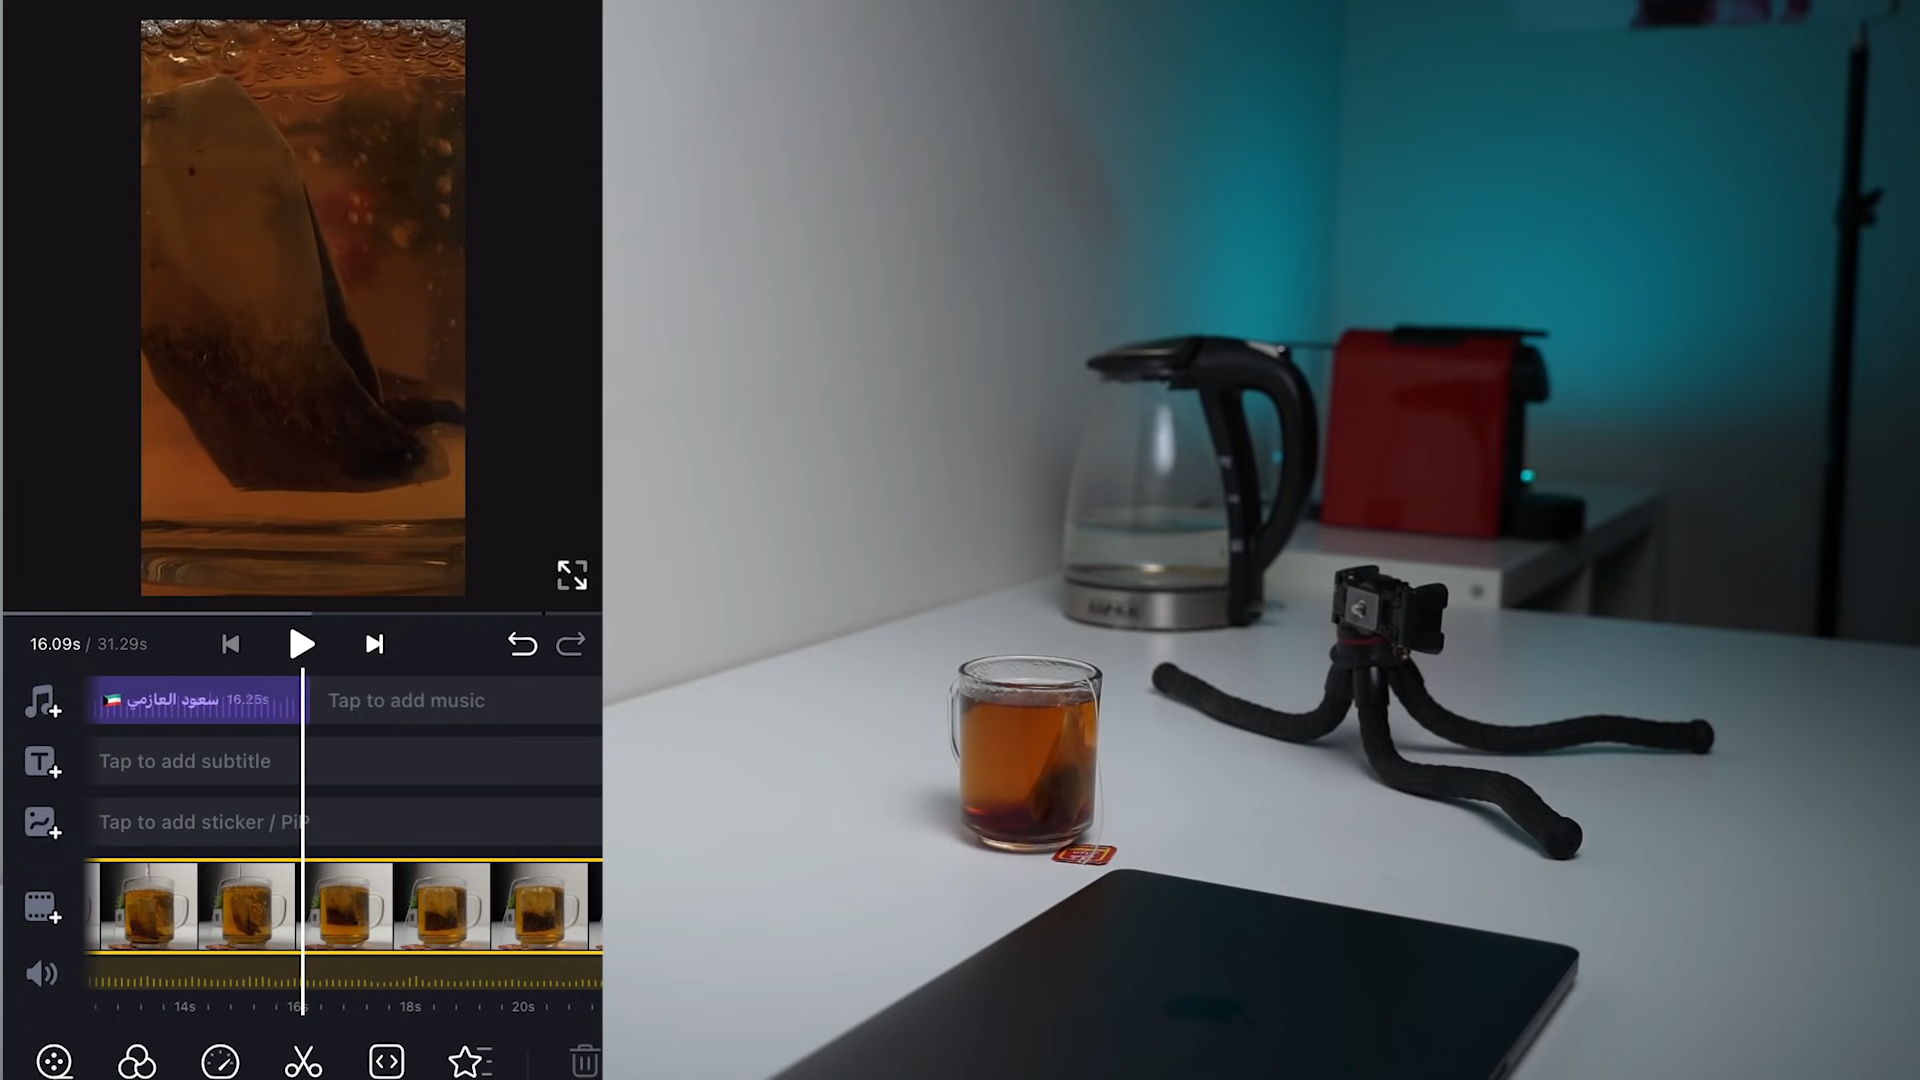 16.09s / 31.29s
🇰🇼 سعود العازمي 16.25s
Tap to add music
Tap to add subtitle
Tap to add sticker / PiP
14s 16s 18s 20s